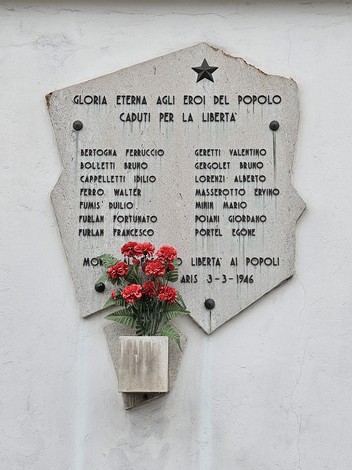 GLORIA ETERNA AGLI EROI DEL POPOLO
CADUTI PER LA LIBERTA'
BERTOGNA FERRUCCIO
BOLLETTI BRUNO
CAPPELLETTI IDILIO
FERRO WALTER
FUMIS DUILIO
FURLAN FORTUNATO
FURLAN FRANCESCO
GERETTI VALENTINO
GERGOLET BRUNO
LORENZI ALBERTO
MASSEROTTO ERVINO
MININ MARIO
POIANI GIORDANO
PORTEL EGONE
LIBERTA' AI POPOLI
3-3-1946